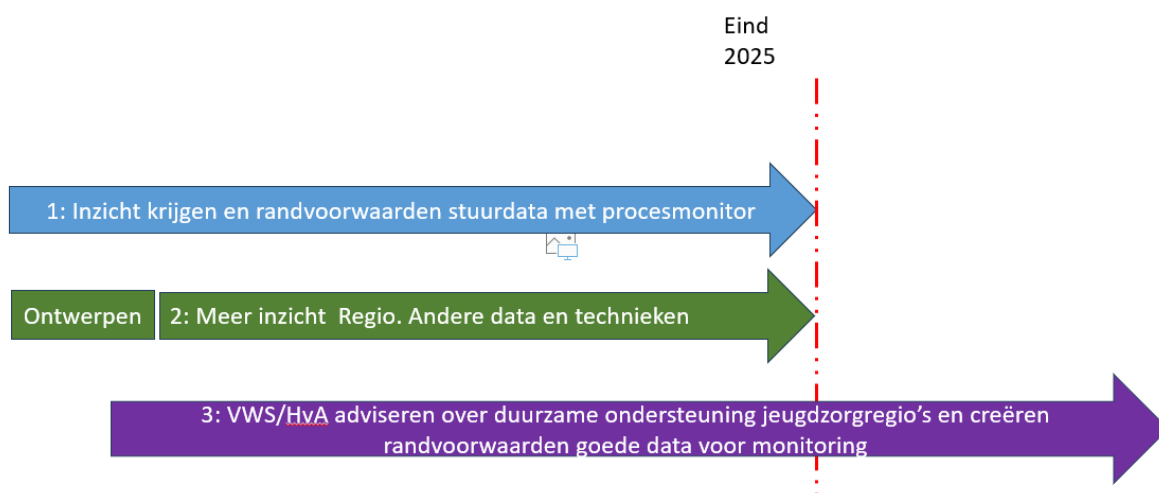 Eind
2025
1: Inzicht krijgen en randvoorwaarden stuurdata met procesmonitor
Ontwerpen
2: Meer inzicht  Regio. Andere data en technieken
3: VWS/HvA adviseren over duurzame ondersteuning jeugdzorgregio’s en creëren
randvoorwaarden goede data voor monitoring